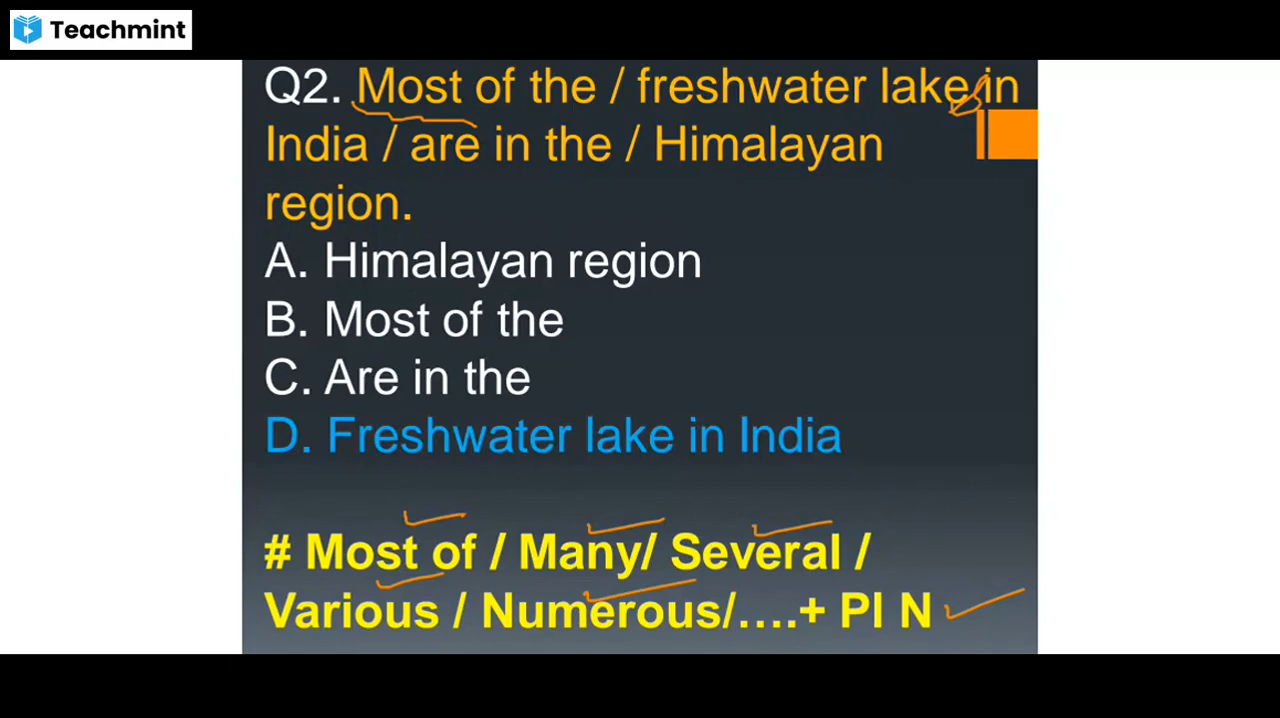 Teachmint
Q2. Most of the / freshwater lake in
India / are in the / Himalayan
region.
A. Himalayan region
B. Most of the
C. Are in the
D. Freshwater lake in India
# Most of / Many/ Several /
Various / Numerous/....+ Pl N